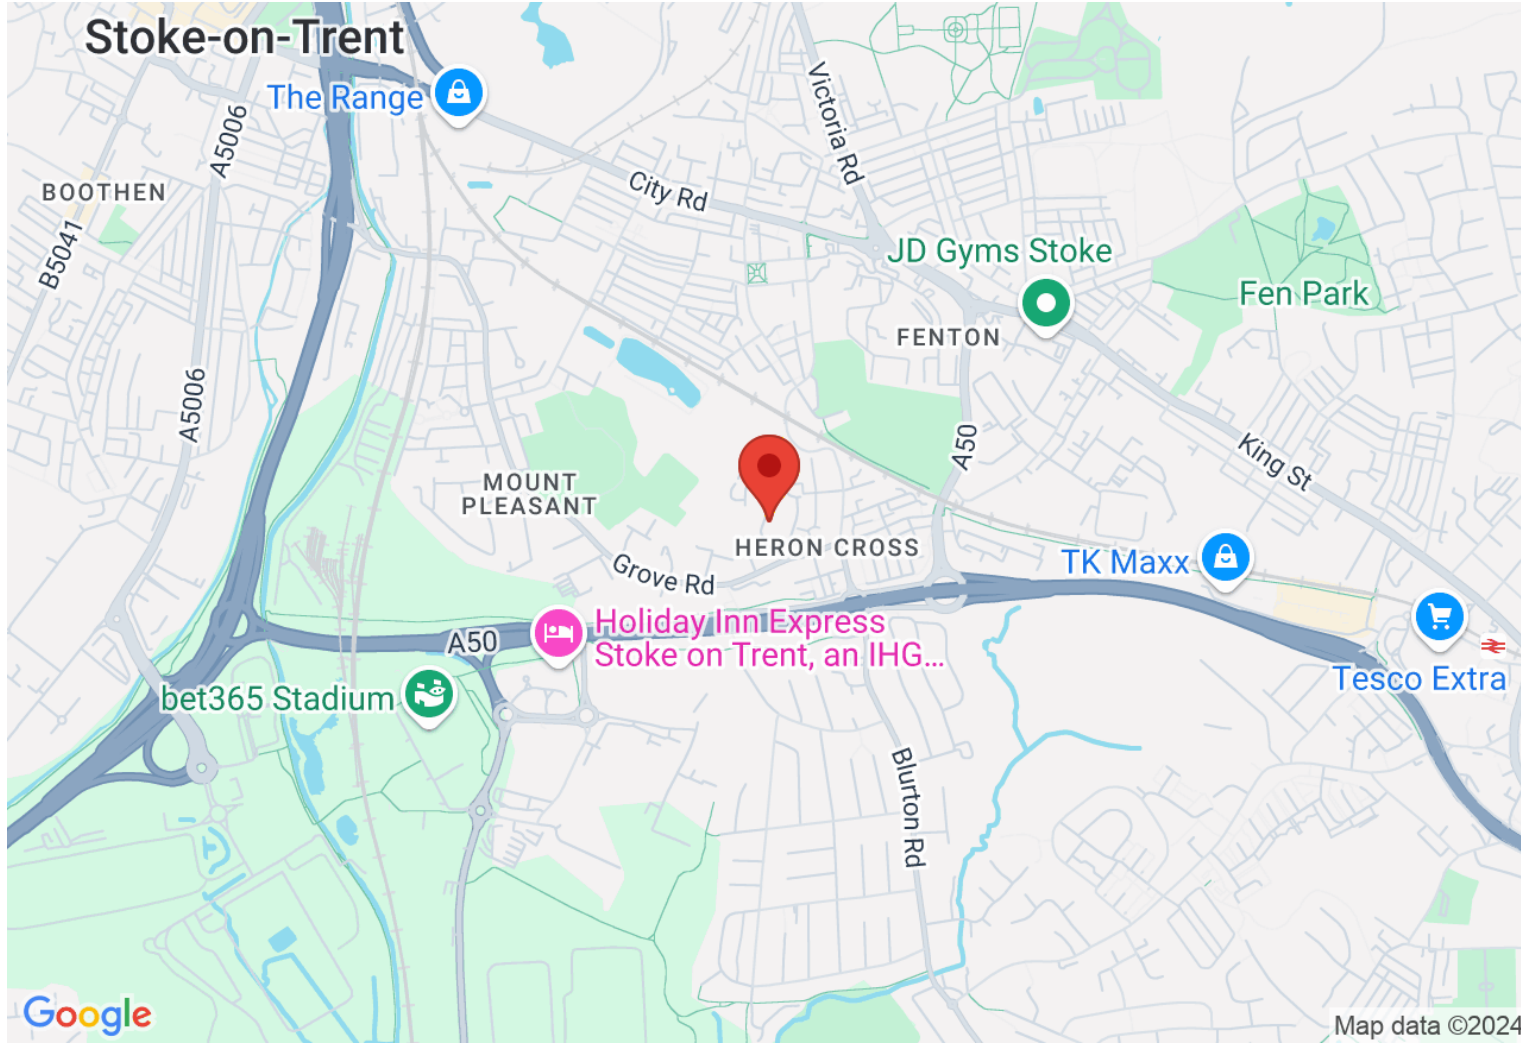 Stoke-on-Trent
The Range
A5006
Victoria Rd
BOOTHEN
City Rd
B5041
JD Gyms Stoke
Fen Park
FENTON
A5006
A50
King St
MOUNT
PLEASANT
HERON CROSS
TK Maxx
Grove Rd
Holiday Inn Express
Stoke on Trent, an IHG...
A50
bet365 Stadium
Tesco Extra
Blurton Rd
Google
Map data ©2024